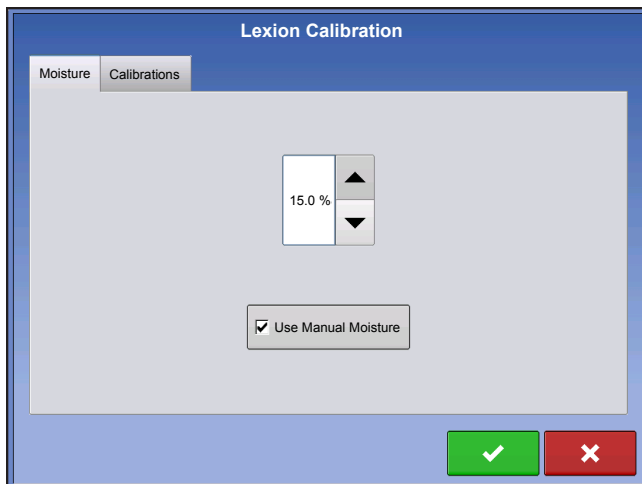 Lexion Calibration
Moisture
Calibrations
15.0 %
Use Manual Moisture